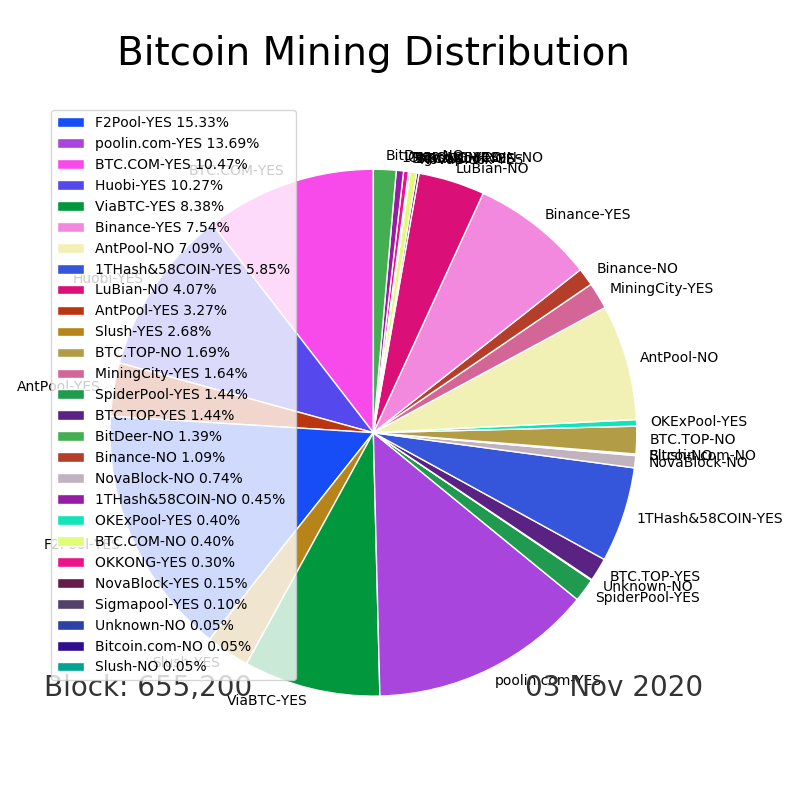 Bitcoin Mining Distribution
F2Pool-YES 15.33%
poolin.com-YES 13.69%
BTC.COM-YES 10.47%
Huobi-YES 10.27%
ViaBTC-YES 8.38%
Binance-YES 7.54%
AntPool-NO 7.09%
1THash&58COIN-YES 5.85%
LuBian-NO 4.07%
AntPool-YES 3.27%
Slush-YES 2.68%
BTC.TOP-NO 1.69%
MiningCity-YES 1.64%
SpiderPool-YES 1.44%
BTC.TOP-YES 1.44%
BitDeer-NO 1.39%
Binance-NO 1.09%
NovaBlock-NO 0.74%
1THash&58COIN-NO 0.45%
OKExPool-YES 0.40%
BTC.COM-NO 0.40%
OKKONG-YES 0.30%
NovaBlock-YES 0.15%
Sigmapool-YES 0.10%
Unknown-NO 0.05%
Bitcoin.com-NO 0.05%
Slush-NO 0.05%
BTC.COM-YES
Huobi-YES
AntPool-YES
F2Pool-YES
Slush-YES
ViaBTC-YES
poolin.com-YES
SpiderPool-YES
Unknown-NO
BTC.TOP-YES
1THash&58COIN-YES
NovaBlock-NO
BTC.TOP-NO
OKExPool-YES
AntPool-NO
MiningCity-YES
Binance-NO
Binance-YES
LuBian-NO
Block: 655,200
03 Nov 2020